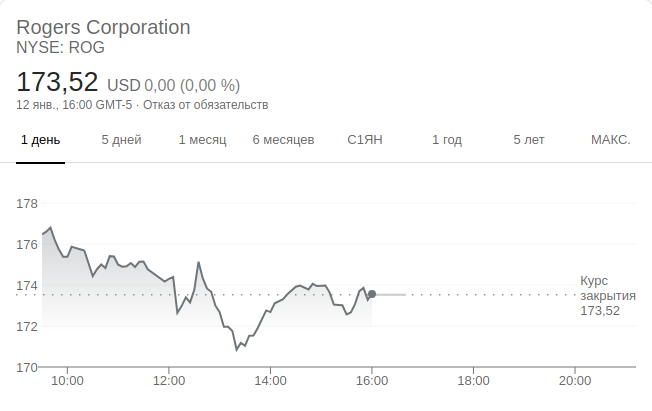 Rogers Corporation
NYSE: ROG
173,52 USD 0,00 (0,00 %)
12 янв., 16:00 GMT-5 · Отказ от обязательств
1 день 5 дней 1 месяц 6 месяцев С1ЯН 1 год 5 лет МАКС.
178
176
174
172
170
Курс
закрытия
173,52
10:00 12:00 14:00 16:00 18:00 20:00